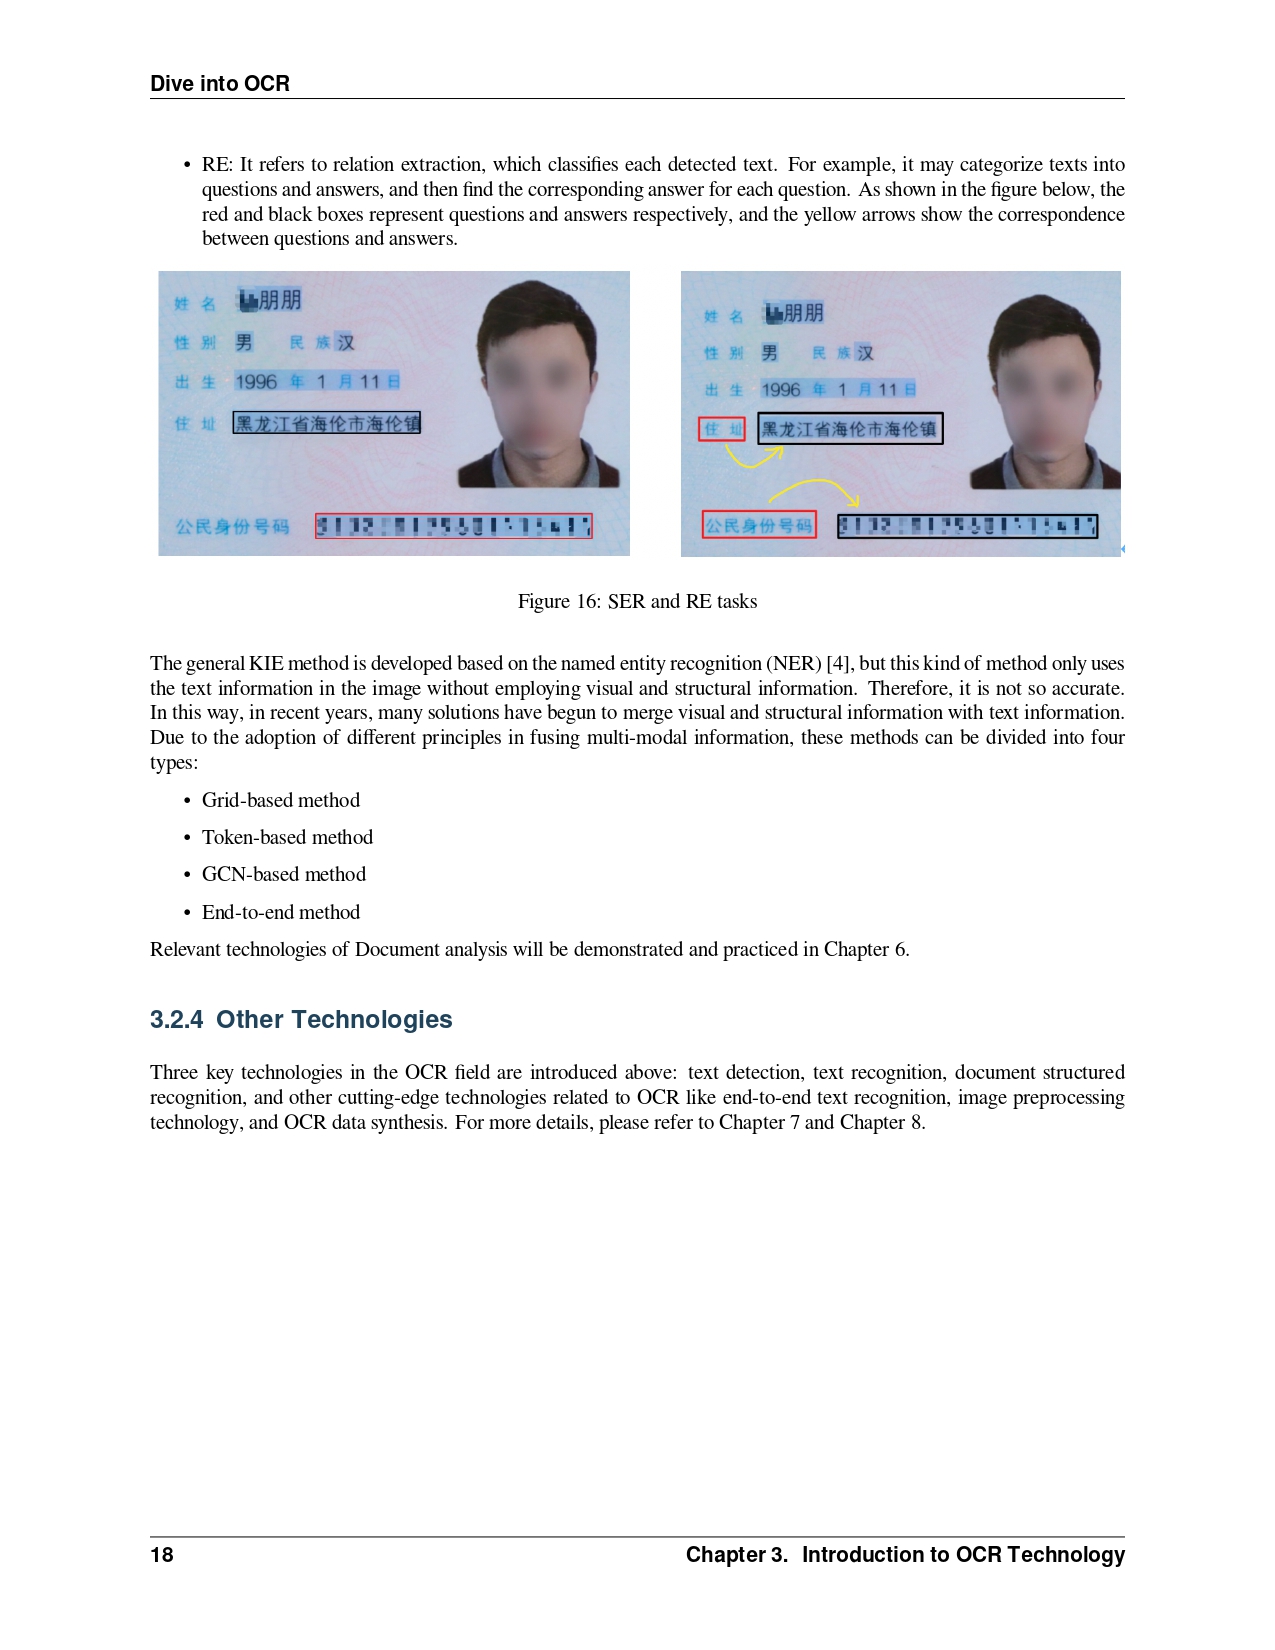 Dive into OCR
• RE: It refers to relation extraction, which classifies each detected text. For example, it may categorize texts into
questions and answers, and then find the corresponding answer for each question. As shown in the figure below, the
red and black boxes represent questions and answers respectively, and the yellow arrows show the correspondence
between questions and answers.
姓 名 朋朋
性 别 男 民 族 汉
出 生 1996 年 1 月 11 日
住 址 黑龙江省海伦市海伦镇
公民身份号码
姓 名 朋朋
性 别 男 民 族 汉
出 生 1996 年 1 月 11 日
住 址 黑龙江省海伦市海伦镇
公民身份号码
Figure 16: SER and RE tasks
The general KIE method is developed based on the named entity recognition (NER) [4], but this kind of method only uses
the text information in the image without employing visual and structural information. Therefore, it is not so accurate.
In this way, in recent years, many solutions have begun to merge visual and structural information with text information.
Due to the adoption of different principles in fusing multi-modal information, these methods can be divided into four
types:
• Grid-based method
• Token-based method
• GCN-based method
• End-to-end method
Relevant technologies of Document analysis will be demonstrated and practiced in Chapter 6.
3.2.4 Other Technologies
Three key technologies in the OCR field are introduced above: text detection, text recognition, document structured
recognition, and other cutting-edge technologies related to OCR like end-to-end text recognition, image preprocessing
technology, and OCR data synthesis. For more details, please refer to Chapter 7 and Chapter 8.
18 Chapter 3. Introduction to OCR Technology